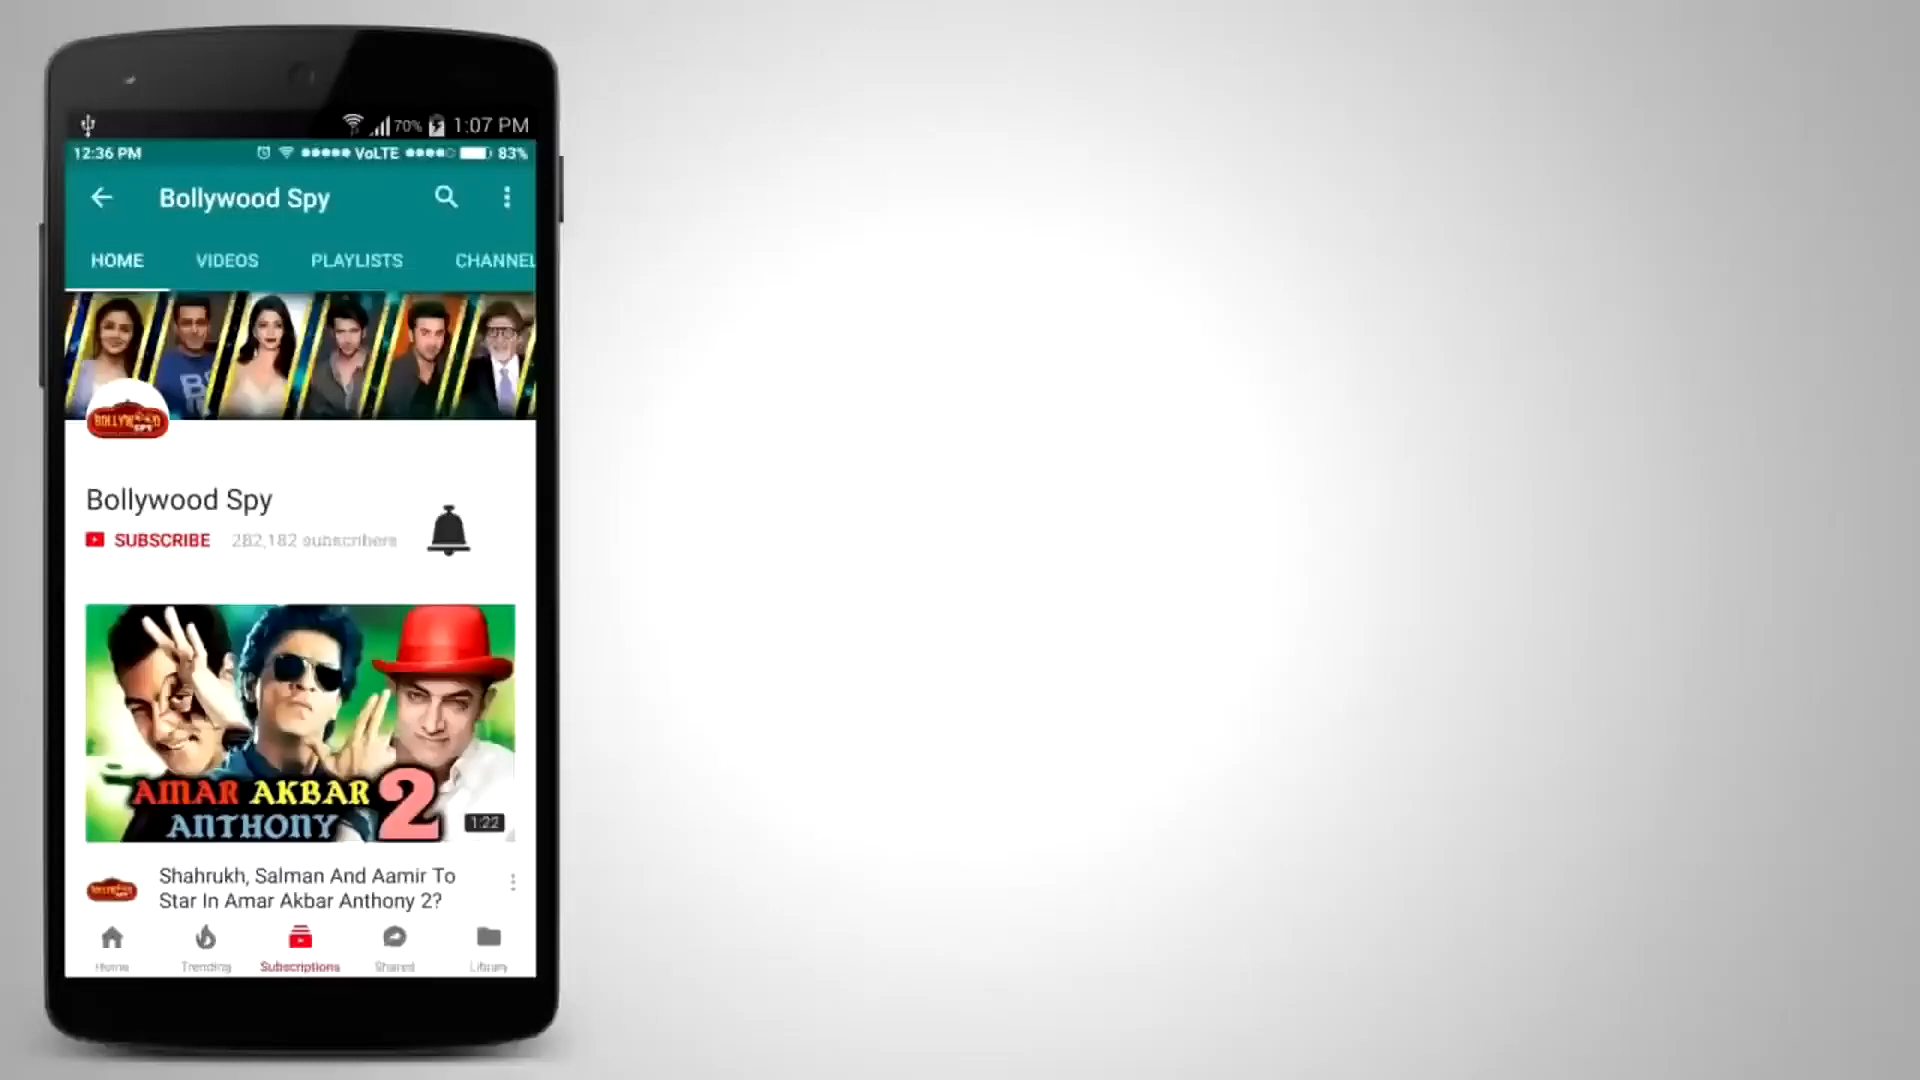 70% 1:07 PM
12:36 PM VoLTE 83%
Bollywood Spy
HOME VIDEOS PLAYLISTS CHANNEL
BOLLYWOOD
SPY
Bollywood Spy
SUBSCRIBE 282,182 subscribers
AMAR AKBAR
ANTHONY 2
1:22
Shahrukh, Salman And Aamir To
Star In Amar Akbar Anthony 2?
Home Trending Subscriptions Shared Library